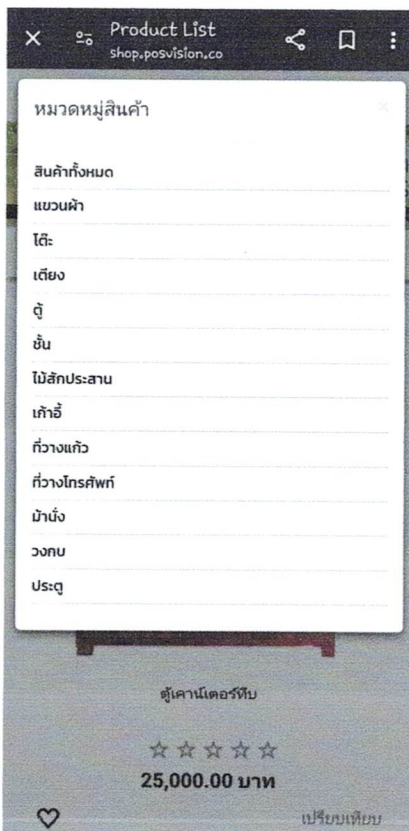 Product List
shop.posvision.co
หมวดหมู่สินค้า
สินค้าทั้งหมด
แขวนผ้า
โต๊ะ
เตียง
ตู้
ชั้น
ไม้สักประสาน
เก้าอี้
ที่วางแก้ว
ที่วางโทรศัพท์
ม้านั่ง
วงกบ
ประตู
ตู้เคาน์เตอร์ทึบ
25,000.00 บาท
เปรียบเทียบ